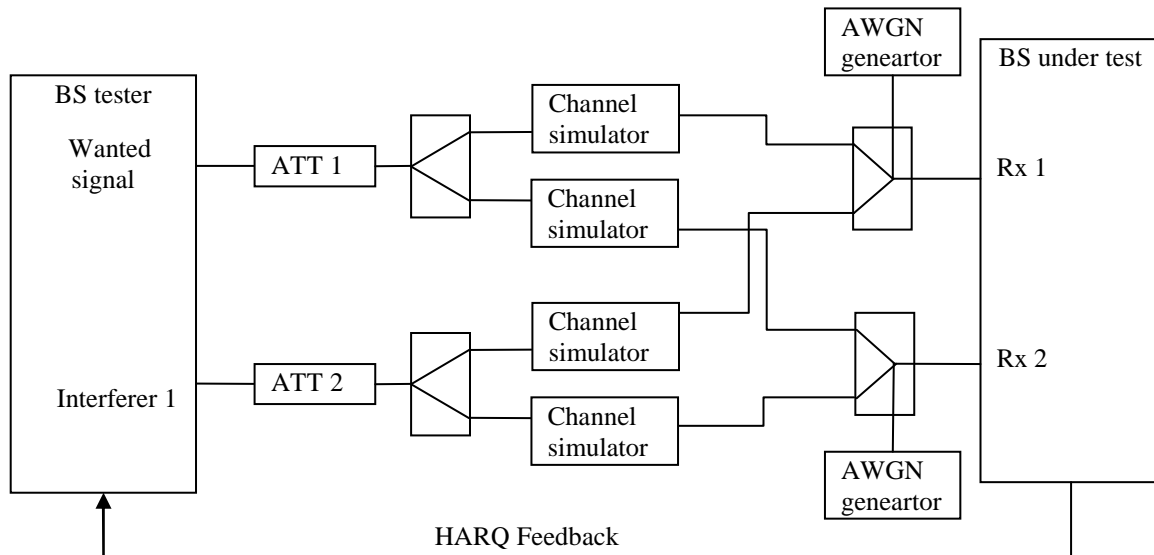 AWGN
geneartor
BS under test
BS tester
Channel
simulator
Wanted
signal
ATT 1
Rx 1
Channel
simulator
Channel
simulator
Rx 2
ATT 2
Interferer 1
Channel
simulator
AWGN
geneartor
HARQ Feedback